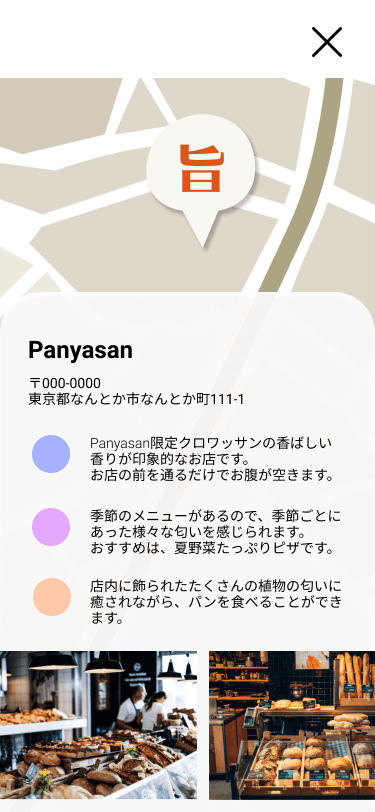 旨
Panyasan
〒000-0000
東京都なんとか市なんとか町111-1
Panyasan限定クロワッサンの香ばしい
香りが印象的なお店です。
お店の前を通るだけでお腹が空きます。
季節のメニューがあるので、季節ごとに
あった様々な匂いを感じられます。
おすすめは、夏野菜たっぷりピザです。
店内に飾られたたくさんの植物の匂いに
癒されながら、パンを食べることができ
ます。